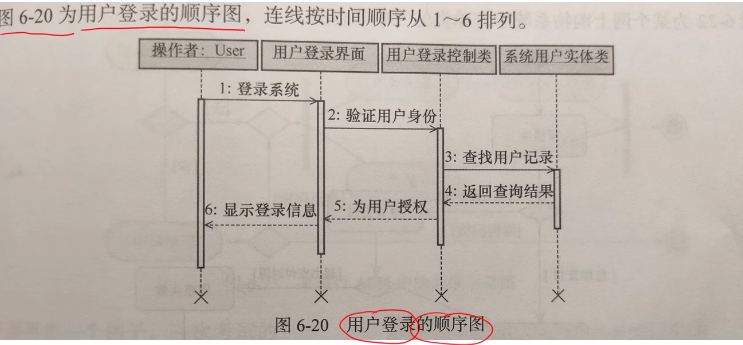 图 6-20 为用户登录的顺序图，连线按时间顺序从 1～6 排列。
操作者：User 用户登录界面 用户登录控制类 系统用户实体类
1: 登录系统
2: 验证用户身份
3: 查找用户记录
4: 返回查询结果
5: 为用户授权
6: 显示登录信息
图 6-20 用户登录的顺序图